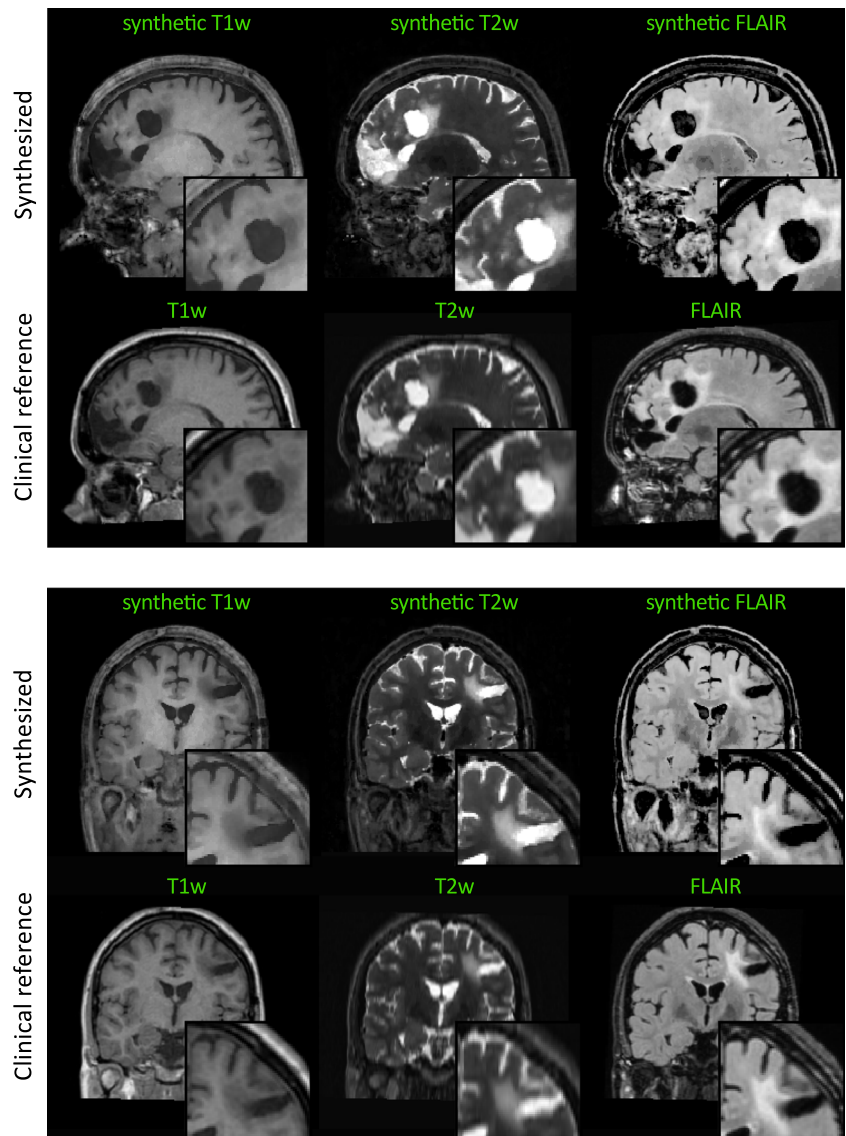 synthetic T1w synthetic T2w synthetic FLAIR
Synthesized
T1w T2w FLAIR
Clinical reference
synthetic T1w synthetic T2w synthetic FLAIR
Synthesized
T1w T2w FLAIR
Clinical reference